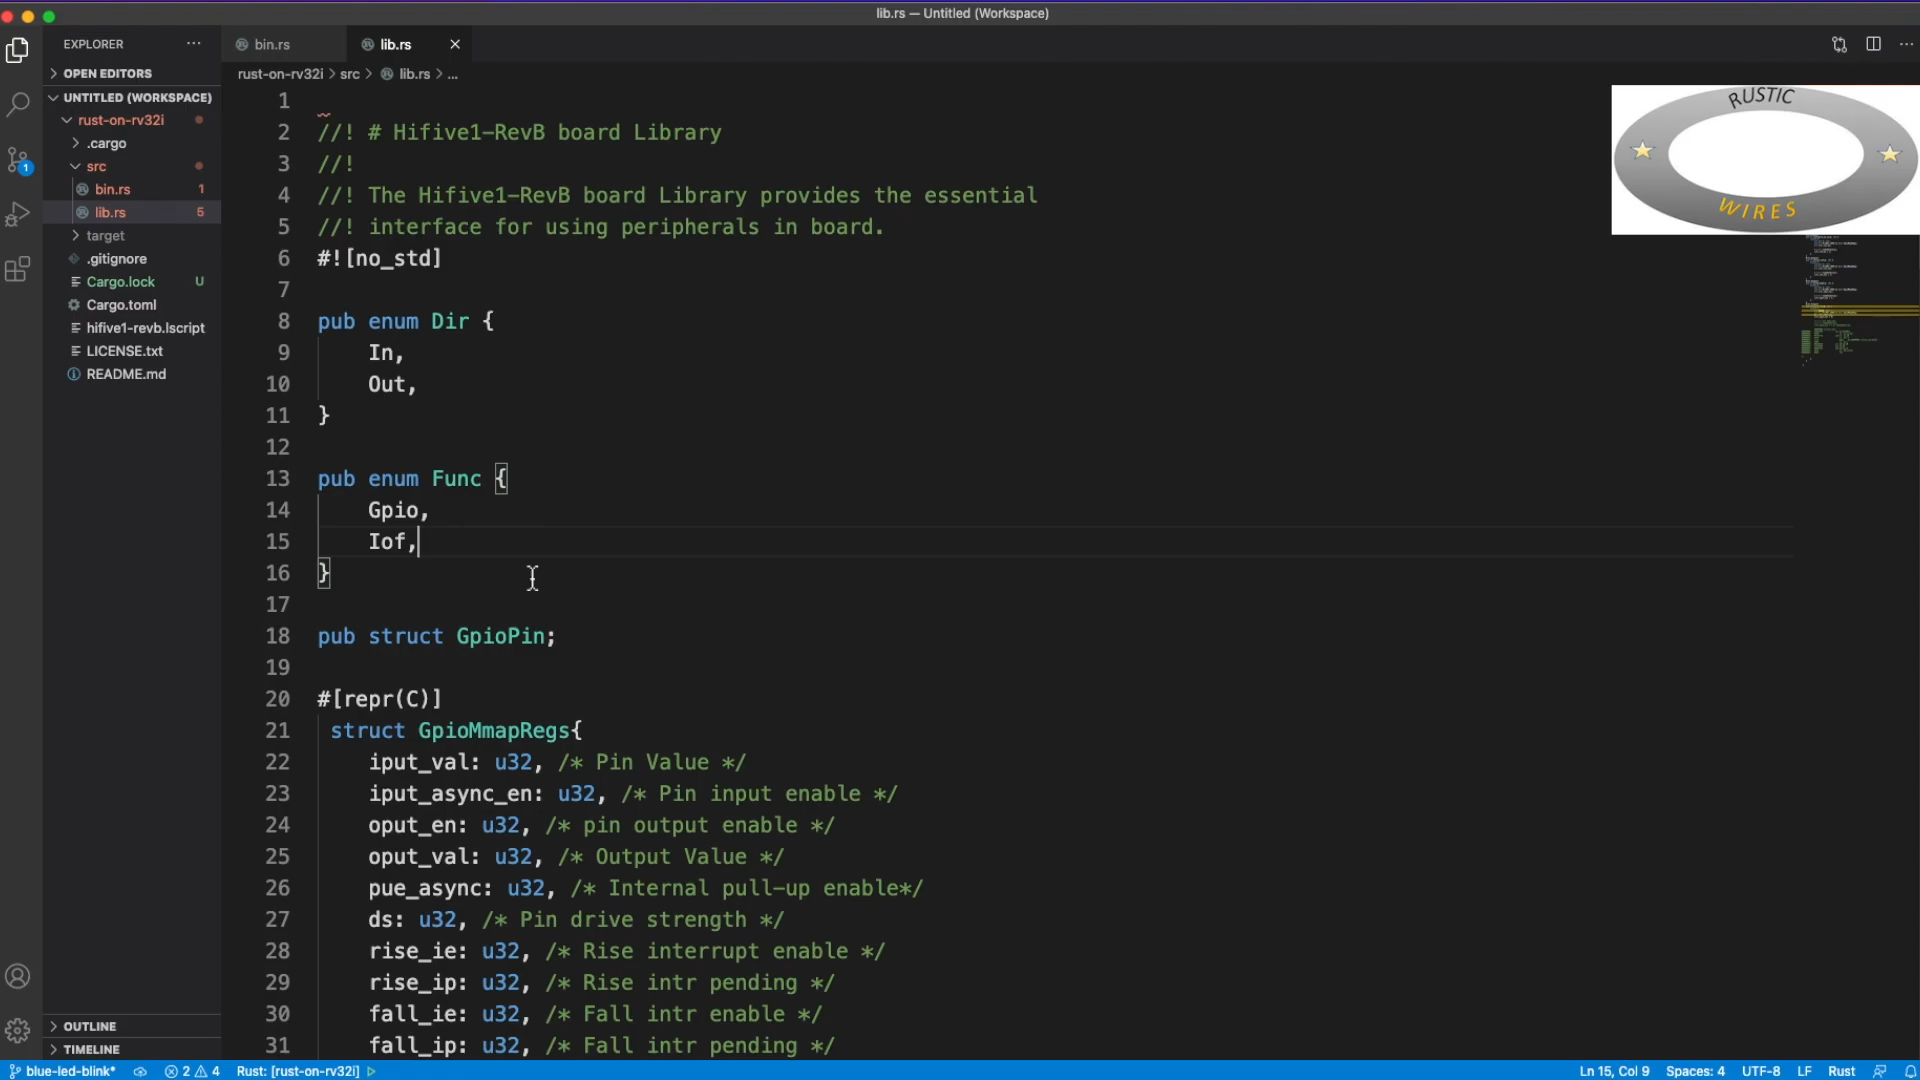 lib.rs — Untitled (Workspace)
EXPLORER
bin.rs
lib.rs
OPEN EDITORS
rust-on-rv32i > src > lib.rs > ...
UNTITLED (WORKSPACE)
rust-on-rv32i
.cargo
src
bin.rs 1
lib.rs 5
target
.gitignore
Cargo.lock U
Cargo.toml
hifive1-revb.lscript
LICENSE.txt
README.md
OUTLINE
TIMELINE
1
2 //! # Hifive1-RevB board Library
3 //!
4 //! The Hifive1-RevB board Library provides the essential
5 //! interface for using peripherals in board.
6 #![no_std]
7
8 pub enum Dir {
9 In,
10 Out,
11 }
12
13 pub enum Func {
14 Gpio,
15 Iof,
16 }
17
18 pub struct GpioPin;
19
20 #[repr(C)]
21 struct GpioMmapRegs{
22 iput_val: u32, /* Pin Value */
23 iput_async_en: u32, /* Pin input enable */
24 oput_en: u32, /* pin output enable */
25 oput_val: u32, /* Output Value */
26 pue_async: u32, /* Internal pull-up enable*/
27 ds: u32, /* Pin drive strength */
28 rise_ie: u32, /* Rise interrupt enable */
29 rise_ip: u32, /* Rise intr pending */
30 fall_ie: u32, /* Fall intr enable */
31 fall_ip: u32, /* Fall intr pending */
RUSTIC
WIRES
1
blue-led-blink* 2 4 Rust: [rust-on-rv32i] Ln 15, Col 9 Spaces: 4 UTF-8 LF Rust